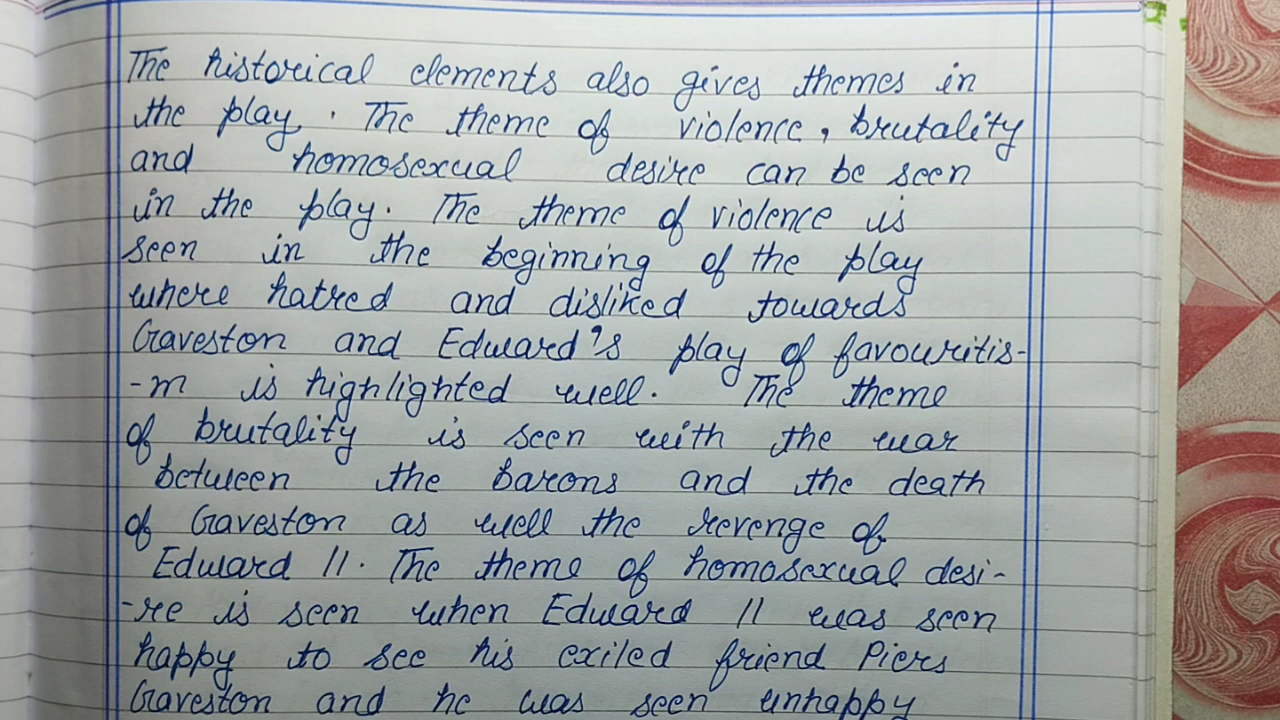 The historical elements also gives themes in
the play. The theme of violence, brutality
and homosexual desire can be seen
in the play. The theme of violence is
seen in the beginning of the play
where hatred and disliked towards
Gaveston and Edward's play of favouritis-
-m is highlighted well. The theme
of brutality is seen with the war
between the barons and the death
of Gaveston as well the revenge of
Edward II. The theme of homosexual desi-
-re is seen when Edward II was seen
happy to see his exiled friend Piers
Gaveston and he was seen unhappy